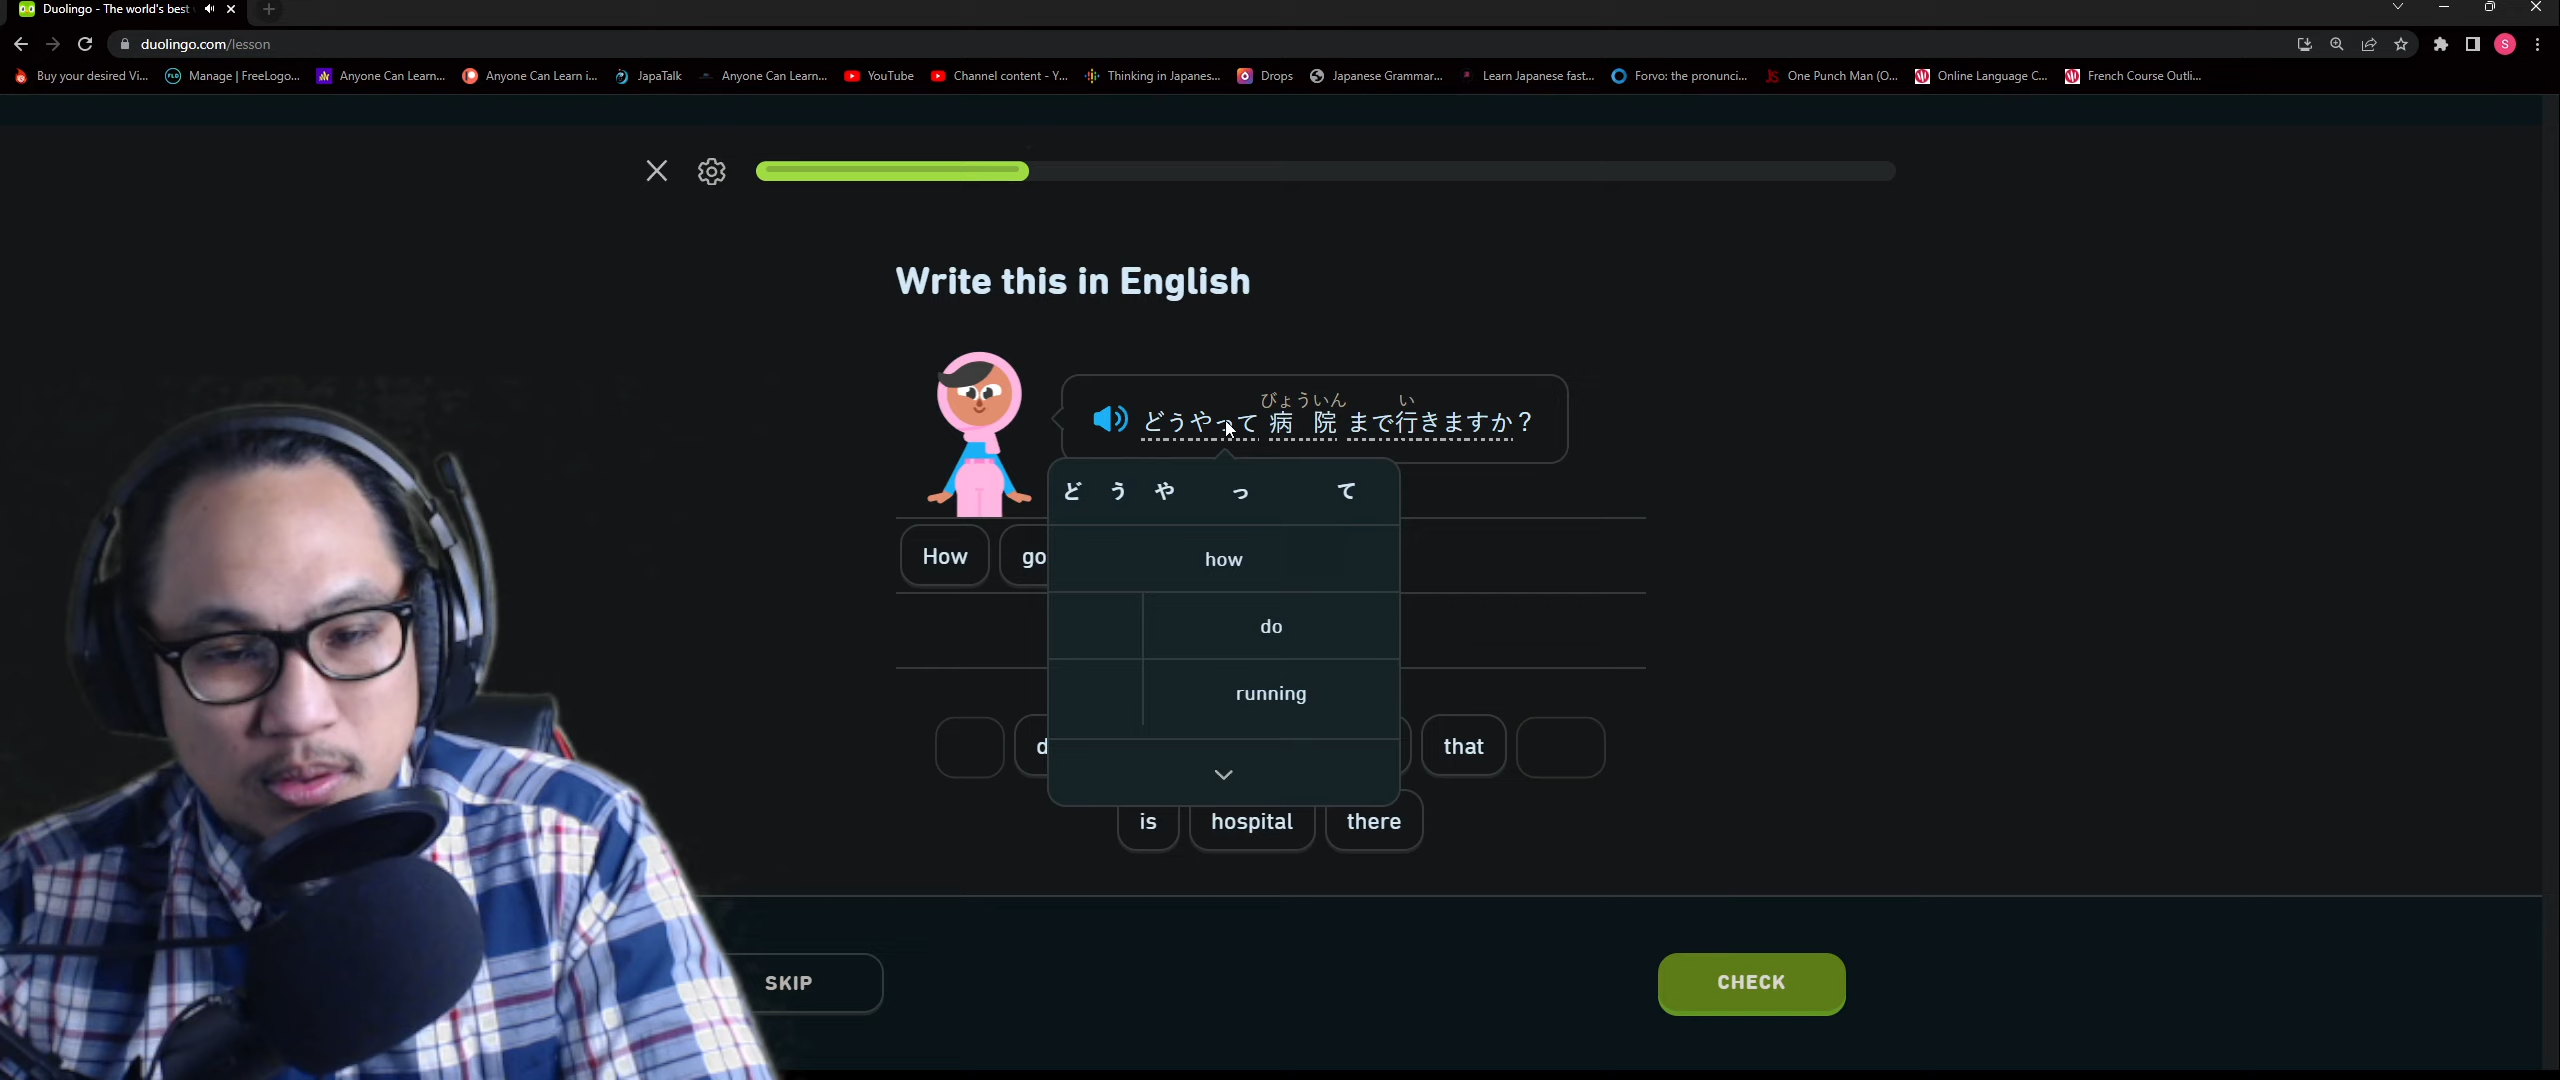 Duolingo - The world's best
duolingo.com/lesson
Buy your desired Vi... Manage | FreeLogo... Anyone Can Learn... Anyone Can Learn i... JapaTalk Anyone Can Learn... YouTube Channel content - Y... Thinking in Japanes... Drops Japanese Grammar... Learn Japanese fast... Forvo: the pronunci... One Punch Man (O... Online Language C... French Course Outli...
S
Write this in English
びょういん い
どうやって 病院 まで行きますか？
どうやって
How go
how
do
running
d that
is hospital there
SKIP CHECK